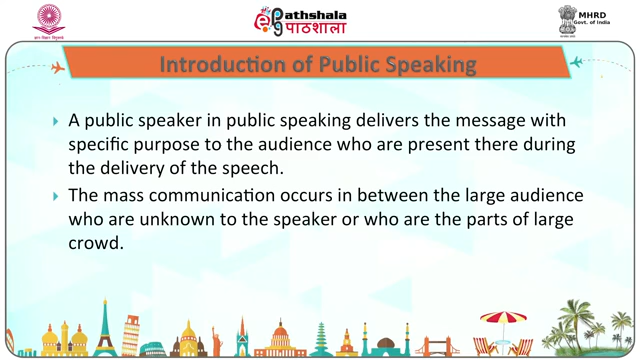 Pathshala
पाठशाला
MHRD
Govt. of India
Introduction of Public Speaking
A public speaker in public speaking delivers the message with
specific purpose to the audience who are present there during
the delivery of the speech.
The mass communication occurs in between the large audience
who are unknown to the speaker or who are the parts of large
crowd.